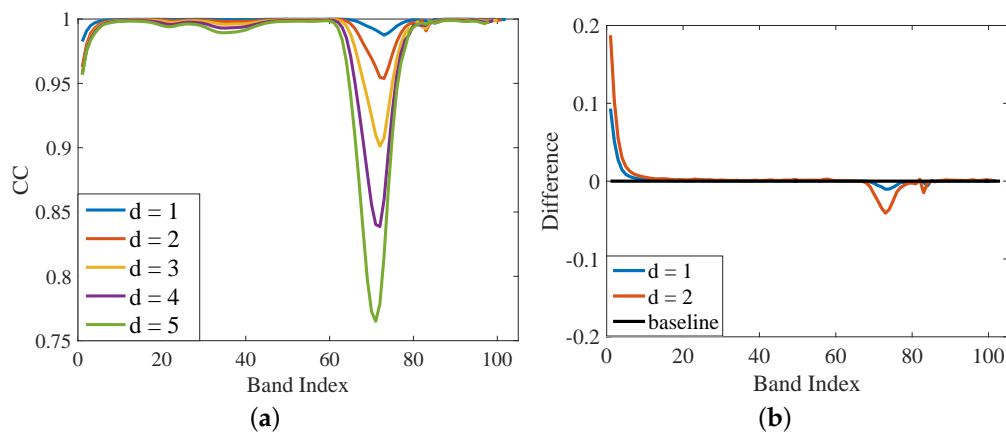 1
0.95
0.9
0.85
0.8
0.75
CC
d = 1
d = 2
d = 3
d = 4
d = 5
0 20 40 60 80 100
Band Index
(a)
0.2
0.1
0
-0.1
-0.2
Difference
d = 1
d = 2
baseline
0 20 40 60 80 100
Band Index
(b)